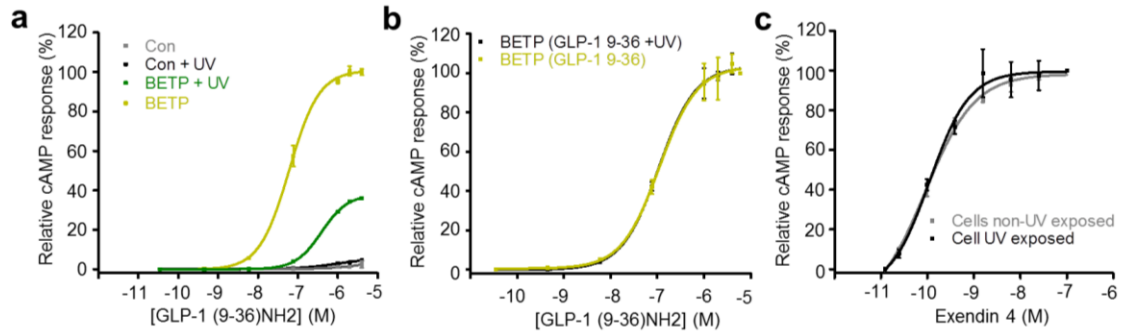 a
Relative cAMP response (%)
120
100
80
60
40
20
0
Con
Con + UV
BETP + UV
BETP
-11 -10 -9 -8 -7 -6 -5
[GLP-1 (9-36)NH2] (M)
b
Relative cAMP response (%)
120
100
80
60
40
20
0
BETP (GLP-1 9-36 +UV)
BETP (GLP-1 9-36)
-10 -9 -8 -7 -6 -5
[GLP-1 (9-36)NH2] (M)
c
Relative cAMP response (%)
120
100
80
60
40
20
0
Cells non-UV exposed
Cell UV exposed
-11 -10 -9 -8 -7 -6
Exendin 4 (M)